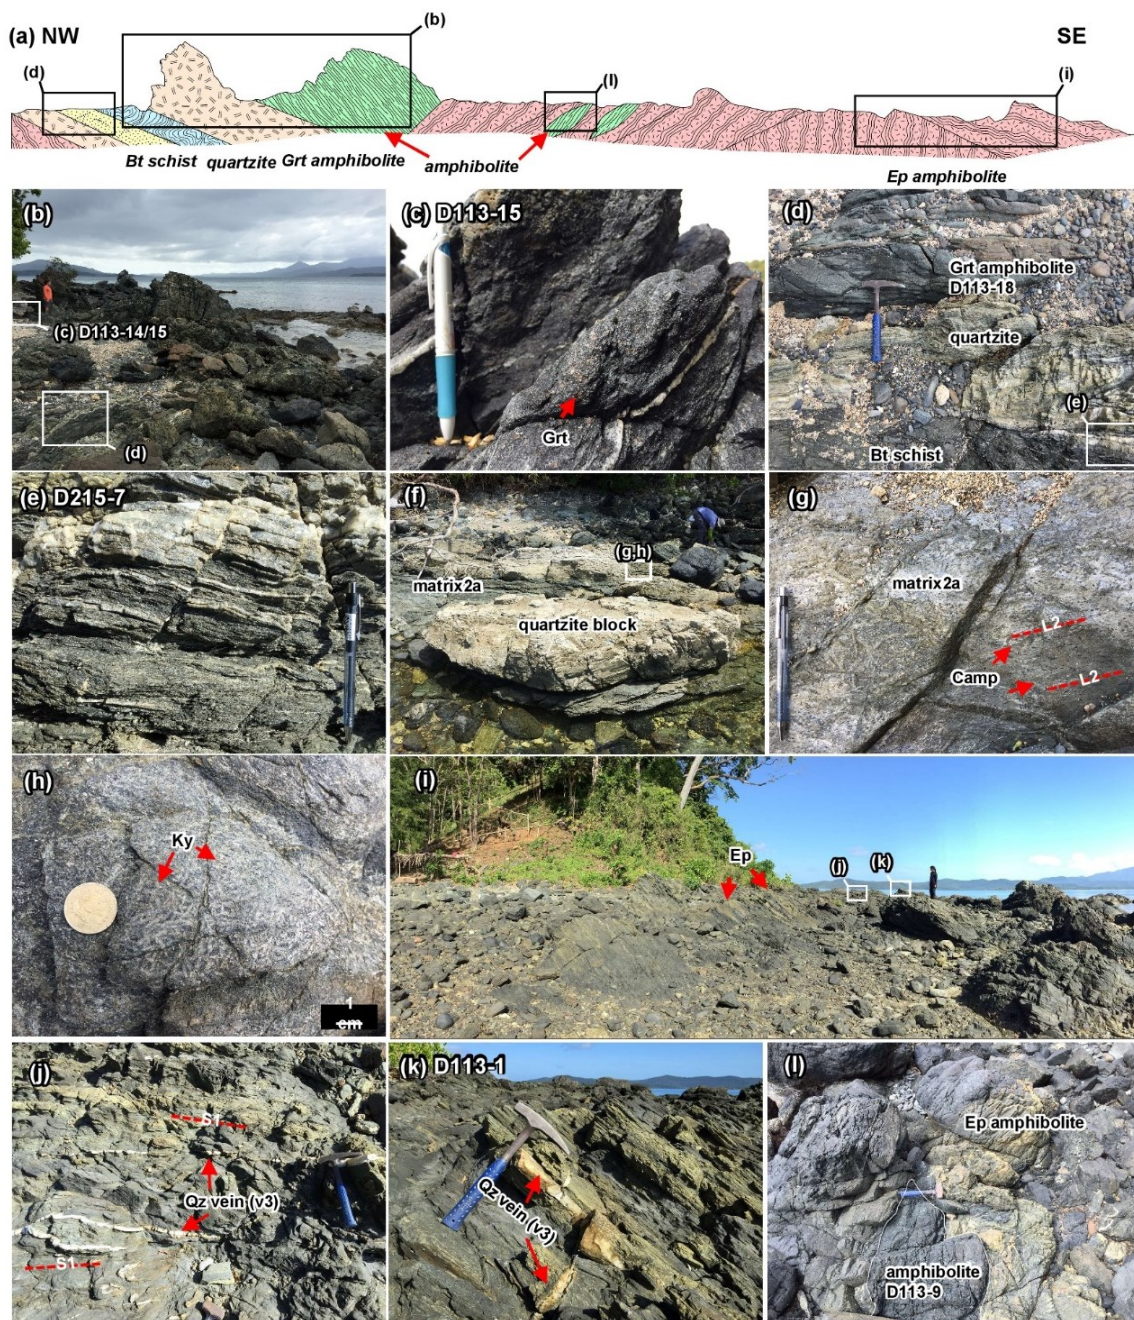 (a) NW
(b)
SE
(d)
(l)
(i)
Bt schist quartzite Grt amphibolite
amphibolite
Ep amphibolite
(b)
(c) D113-14/15
(d)
(c) D113-15
Grt
(d)
Grt amphibolite
D113-18
quartzite
(e)
Bt schist
(e) D215-7
(f)
(g,h)
matrix2a
quartzite block
(g)
matrix2a
L2
Camp
L2
(h)
Ky
1
cm
(i)
Ep
(j)
(k)
(j)
S1
Qz vein (v3)
S1
(k) D113-1
Qz vein (v3)
(l)
Ep amphibolite
amphibolite
D113-9